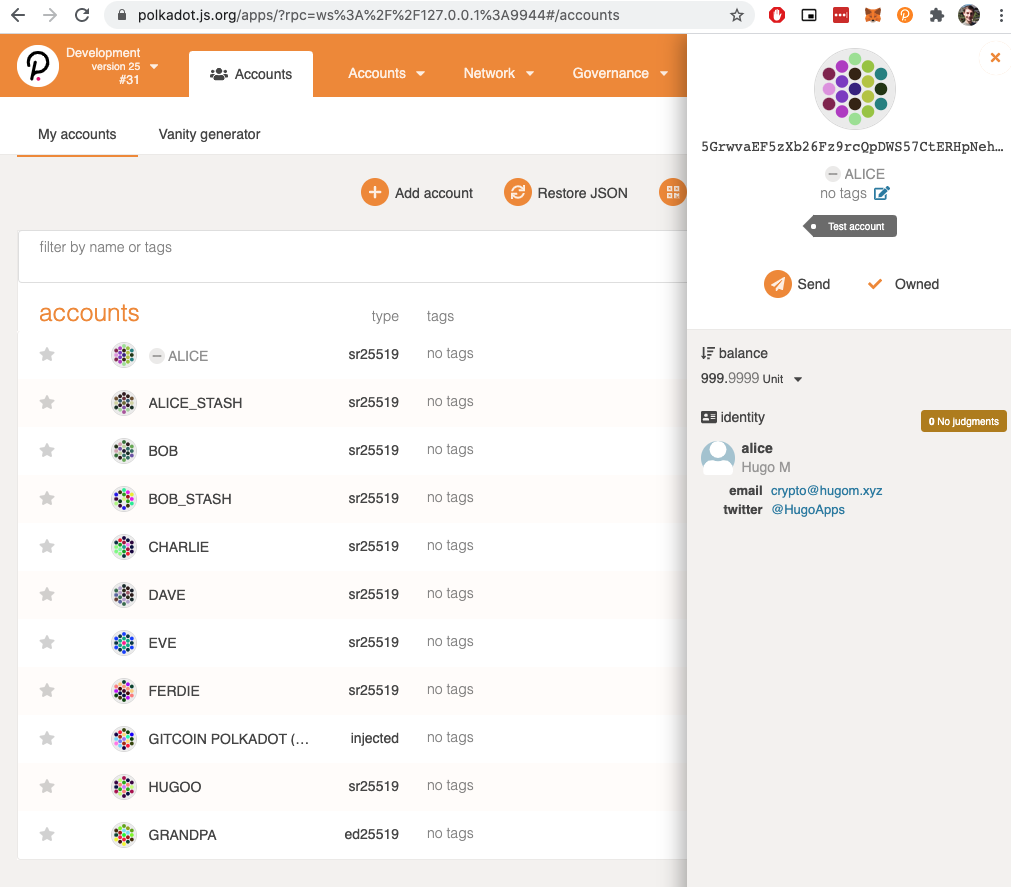 polkadot.js.org/apps/?rpc=ws%3A%2F%2F127.0.0.1%3A9944#/accounts
Development
version 25
#31
Accounts
Accounts
Network
Governance
My accounts
Vanity generator
Add account
Restore JSON
filter by name or tags
accounts type tags
ALICE sr25519 no tags
ALICE_STASH sr25519 no tags
BOB sr25519 no tags
BOB_STASH sr25519 no tags
CHARLIE sr25519 no tags
DAVE sr25519 no tags
EVE sr25519 no tags
FERDIE sr25519 no tags
GITCOIN POLKADOT (... injected no tags
HUGOO sr25519 no tags
GRANDPA ed25519 no tags
5GrwvaEF5zXb26Fz9rcQpDWS57CtERHpNeh...
ALICE
no tags
Test account
Send
Owned
balance
999.9999 Unit
identity
0 No judgments
alice
Hugo M
email crypto@hugom.xyz
twitter @HugoApps